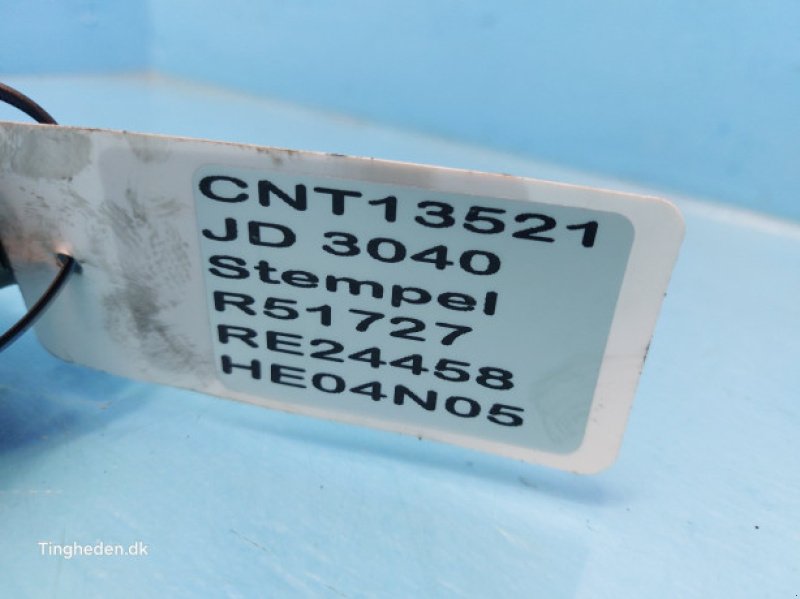 CNT13521
JD 3040
Stempel
R51727
RE24458
HE04N05
Tingheden.dk